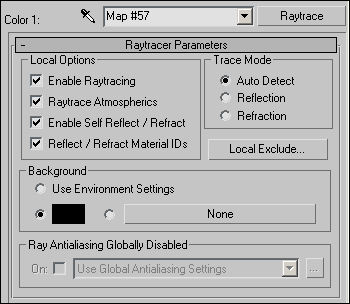 Color 1: Map #57 Raytrace
- Raytracer Parameters
Local Options
Enable Raytracing
Raytrace Atmospherics
Enable Self Reflect / Refract
Reflect / Refract Material IDs
Trace Mode
Auto Detect
Reflection
Refraction
Local Exclude...
Background
Use Environment Settings
None
Ray Antialiasing Globally Disabled
On: Use Global Antialiasing Settings ...